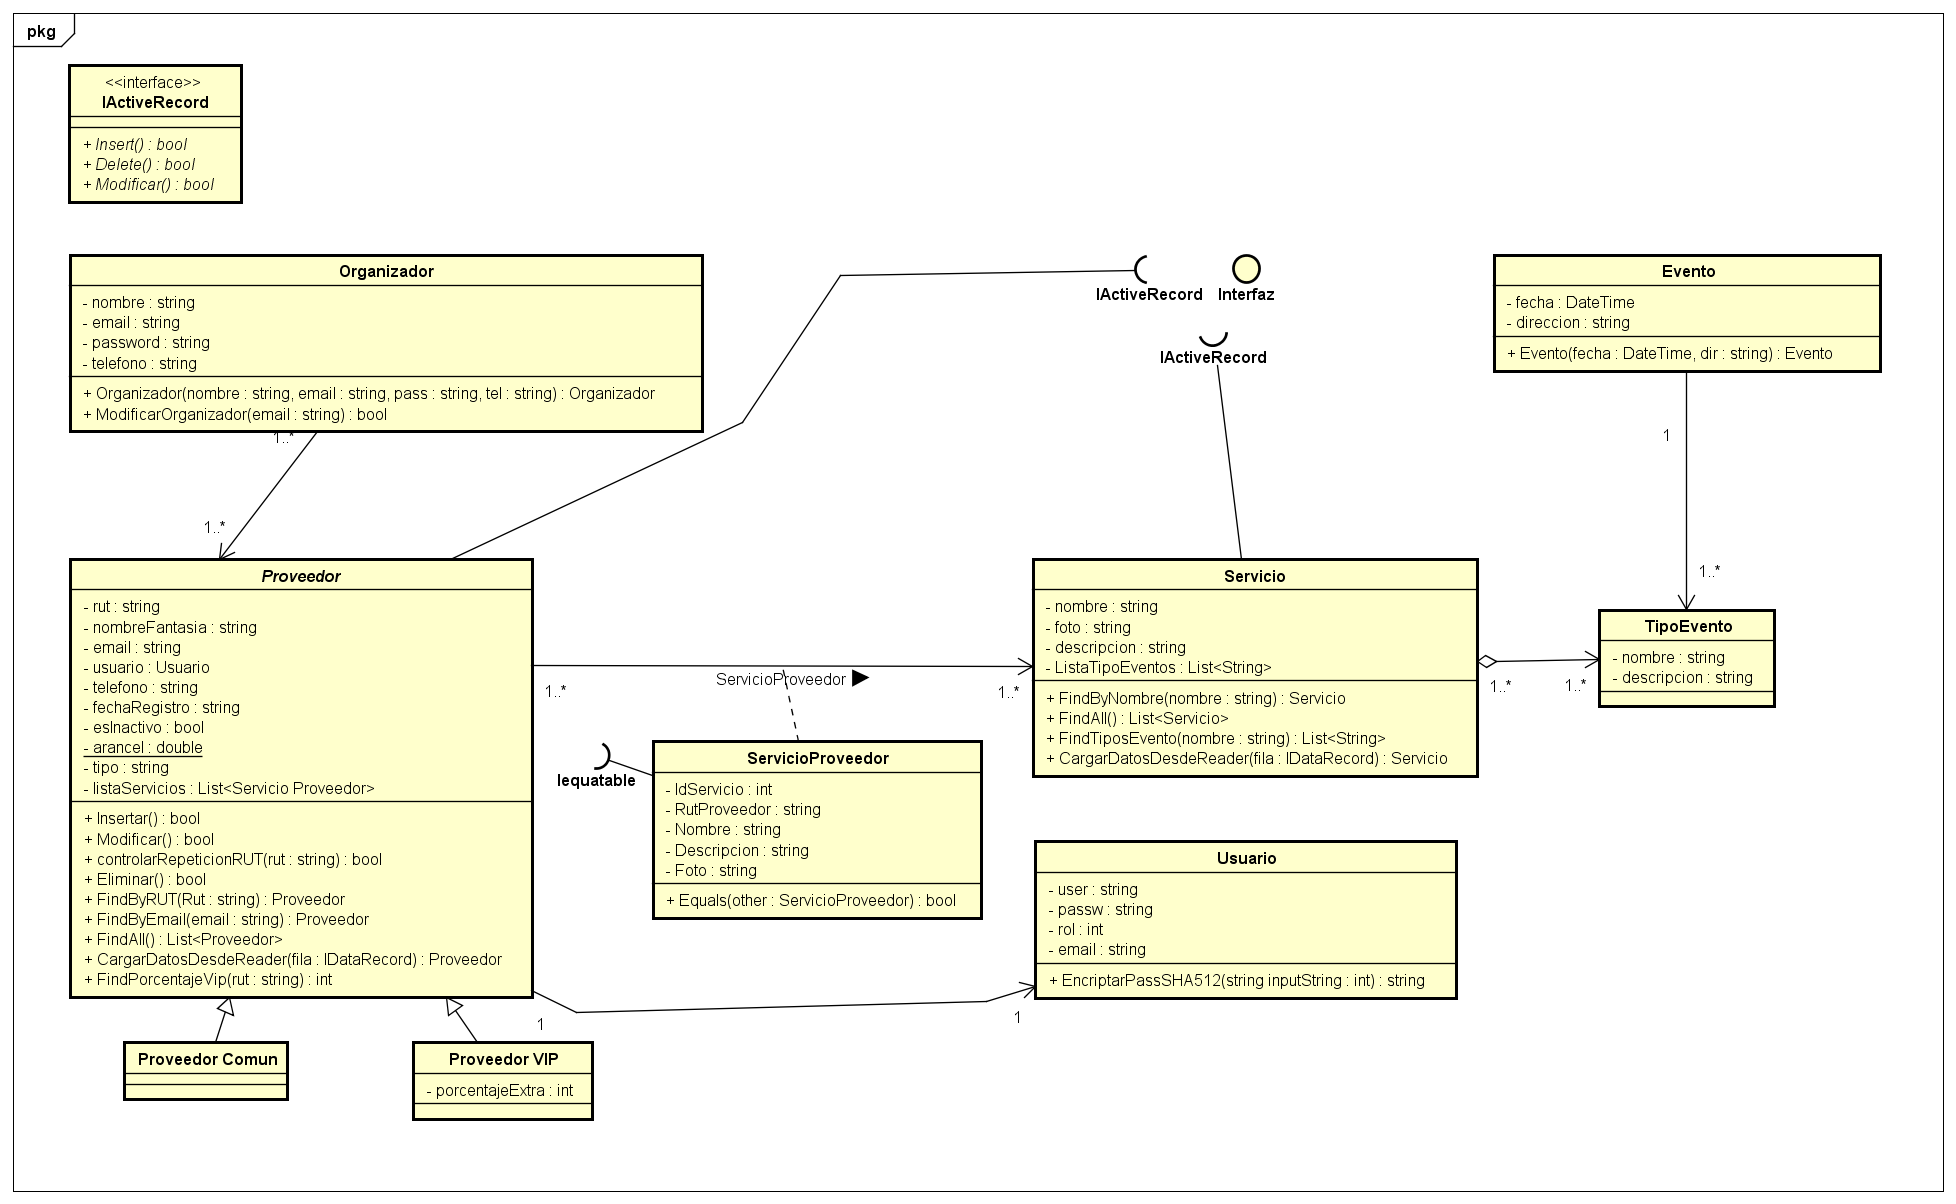 pkg
<<interface>>
IActiveRecord
+ Insert() : bool
+ Delete() : bool
+ Modificar() : bool
Organizador
- nombre : string
- email : string
- password : string
- telefono : string
+ Organizador(nombre : string, email : string, pass : string, tel : string) : Organizador
+ ModificarOrganizador(email : string) : bool
1..*
1..*
IActiveRecord
Interfaz
IActiveRecord
Evento
- fecha : DateTime
- direccion : string
+ Evento(fecha : DateTime, dir : string) : Evento
1
1..*
Proveedor
- rut : string
- nombreFantasia : string
- email : string
- usuario : Usuario
- telefono : string
- fechaRegistro : string
- esInactivo : bool
- arancel : double
- tipo : string
- listaServicios : List<Servicio Proveedor>
+ Insertar() : bool
+ Modificar() : bool
+ controlarRepeticionRUT(rut : string) : bool
+ Eliminar() : bool
+ FindByRUT(Rut : string) : Proveedor
+ FindByEmail(email : string) : Proveedor
+ FindAll() : List<Proveedor>
+ CargarDatosDesdeReader(fila : IDataRecord) : Proveedor
+ FindPorcentajeVip(rut : string) : int
1..*
ServicioProveedor
1..*
Servicio
- nombre : string
- foto : string
- descripcion : string
- ListaTipoEventos : List<String>
+ FindByNombre(nombre : string) : Servicio
+ FindAll() : List<Servicio>
+ FindTiposEvento(nombre : string) : List<String>
+ CargarDatosDesdeReader(fila : IDataRecord) : Servicio
1..*
1..*
TipoEvento
- nombre : string
- descripcion : string
Iequatable
ServicioProveedor
- IdServicio : int
- RutProveedor : string
- Nombre : string
- Descripcion : string
- Foto : string
+ Equals(other : ServicioProveedor) : bool
Usuario
- user : string
- passw : string
- rol : int
- email : string
+ EncriptarPassSHA512(string inputString : int) : string
1
1
Proveedor Comun
Proveedor VIP
- porcentajeExtra : int